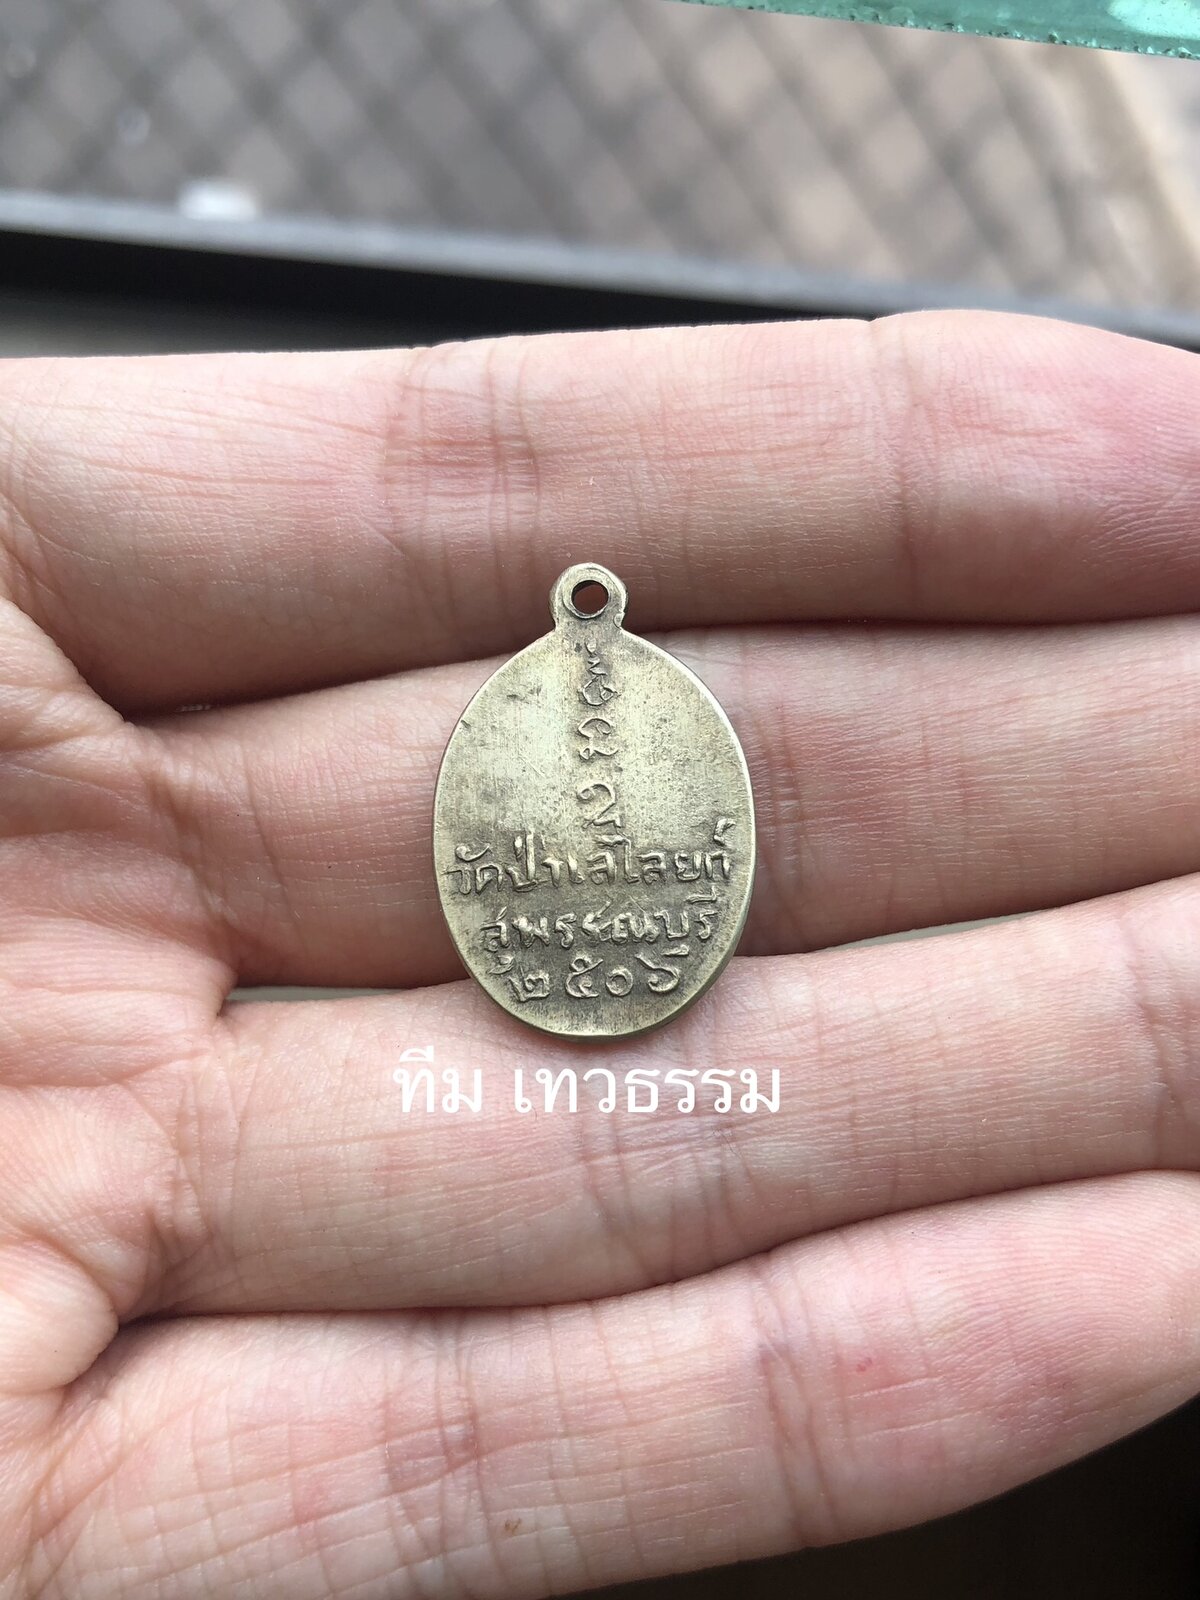 วัดป่าเลไลยก์
สุพรรณบุรี
๒๕๐๖
ทีม เทวธรรม